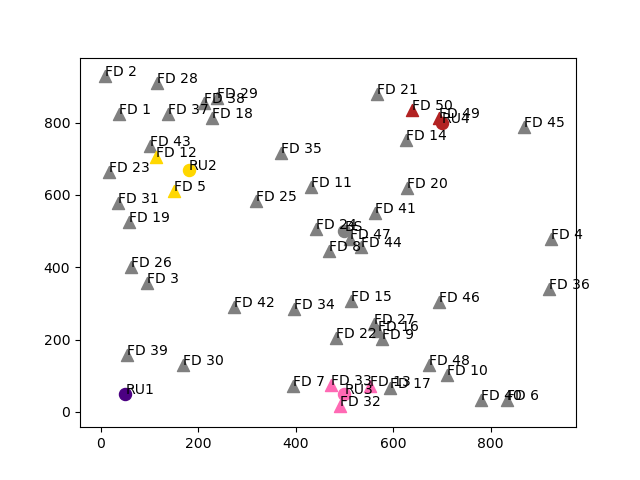 FD 2
FD 28
FD 29
FD 38
FD 1
FD 37
FD 18
FD 21
FD 50
FD 49
RU4
FD 45
FD 43
FD 12
FD 35
FD 14
FD 23
RU2
FD 5
FD 11
FD 20
FD 31
FD 25
FD 41
FD 19
FD 24
BS
FD 47
FD 4
FD 8
FD 44
FD 26
FD 3
FD 36
FD 42
FD 34
FD 15
FD 46
FD 27
FD 16
FD 22
FD 9
FD 39
FD 30
FD 48
FD 10
RU1
FD 7
FD 33
FD 13
FD 17
RU3
FD 32
FD 40
FD 6
800
600
400
200
0
0
200
400
600
800